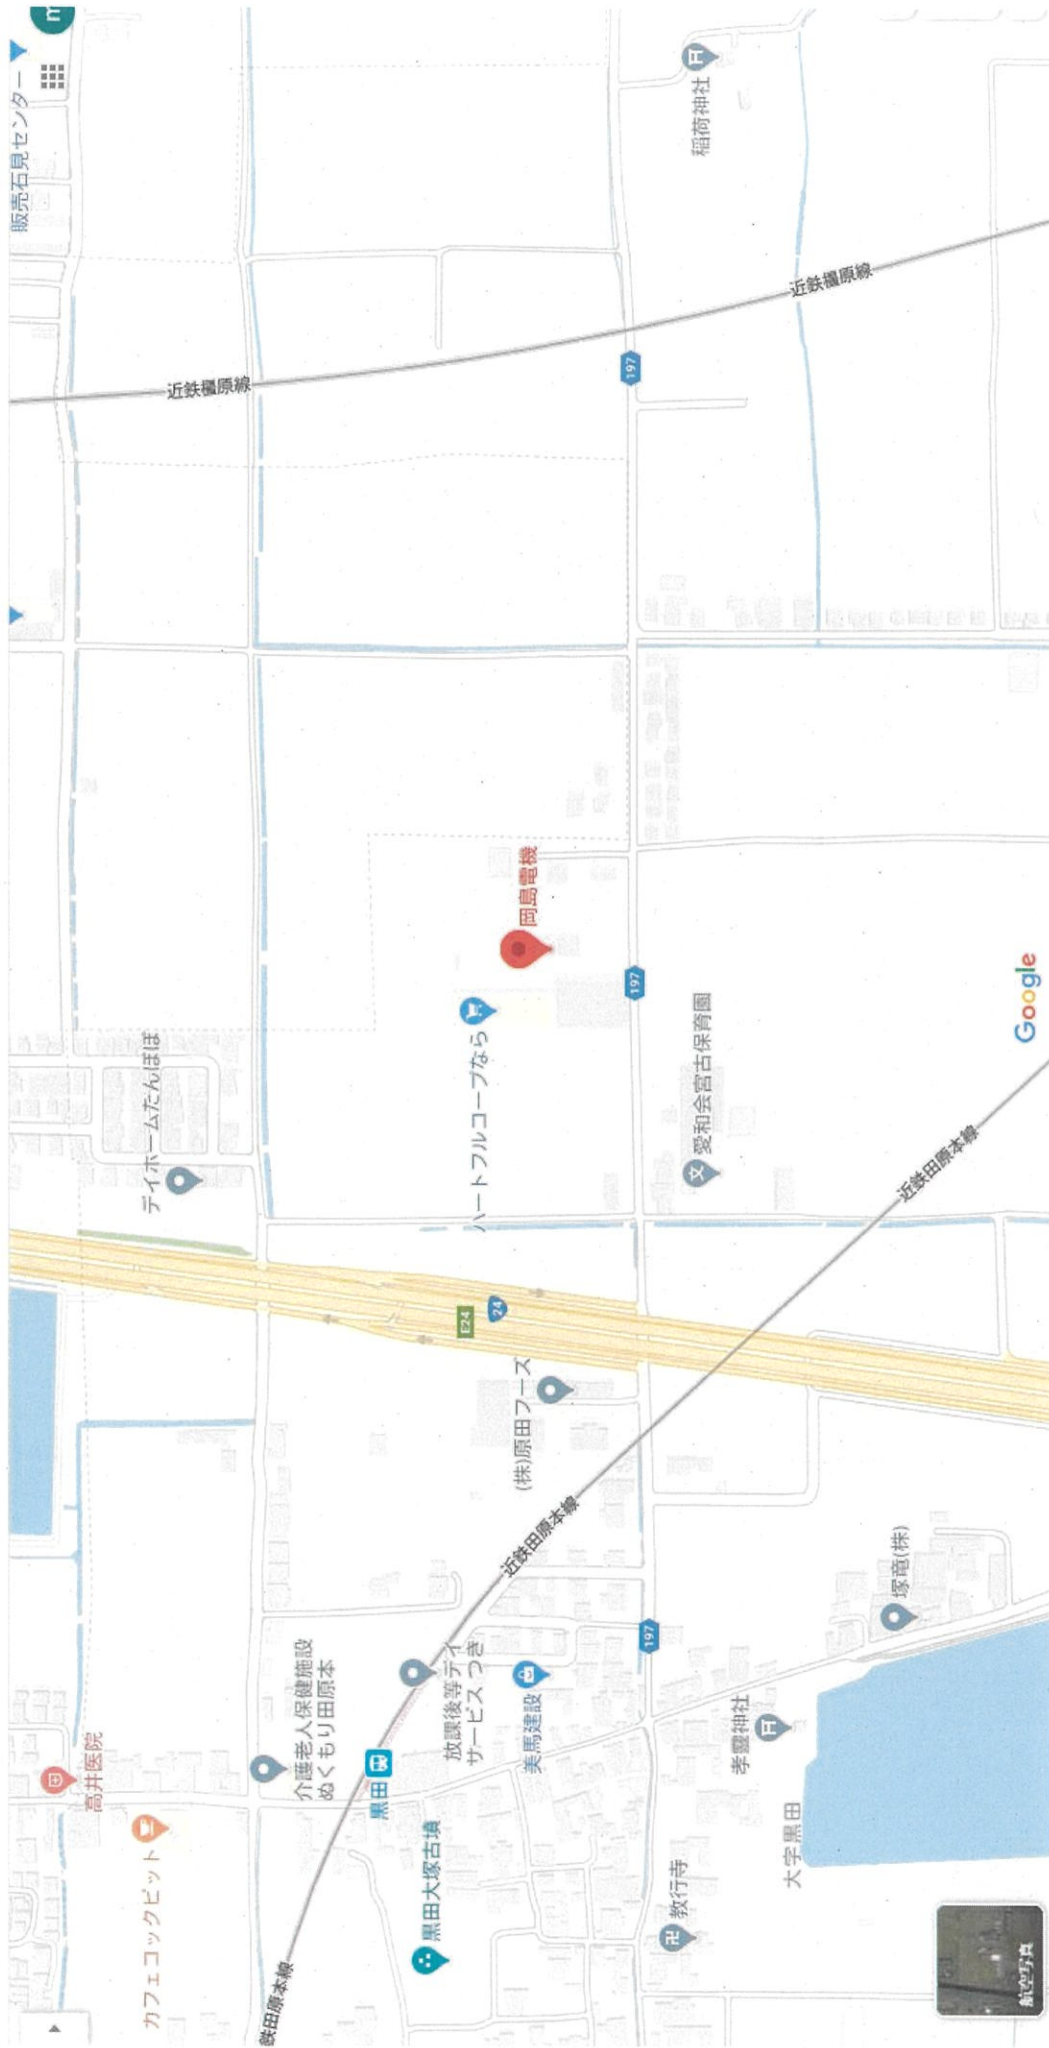 販売石見センター
高井医院
カフェコックピット
デイホームたんぽぽ
近鉄橿原線
鉄田原本線
介護老人保健施設
ぬくもり田原本
黒田
黒田大塚古墳
放課後等デイ
サービス つき
E24
24
ハートフルコープなら
美馬建設
近鉄田原本線
(株)原田フーズ
岡島電機
197
197
197
教行寺
愛和会宮古保育園
稲荷神社
孝靈神社
大字黒田
近鉄橿原線
塚竜(株)
近鉄田原本線
航空写真
Google